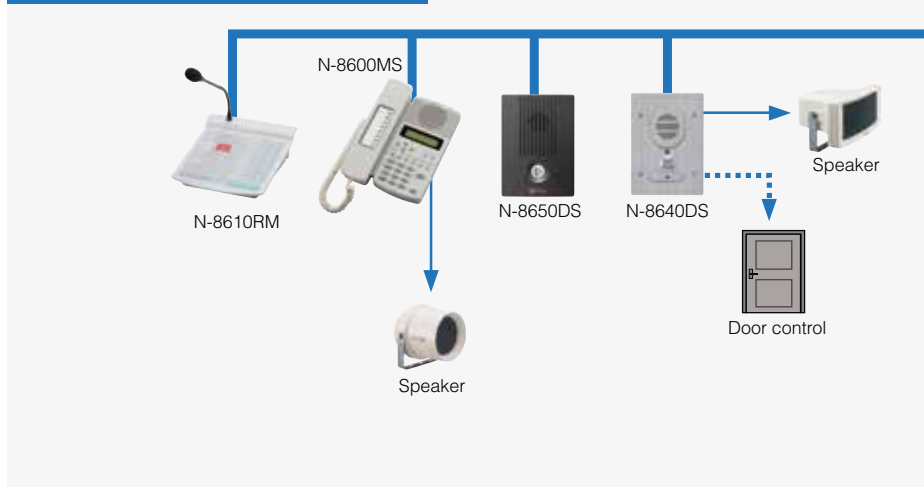 N-8600MS
N-8610RM
N-8650DS
N-8640DS
Speaker
Door control
Speaker